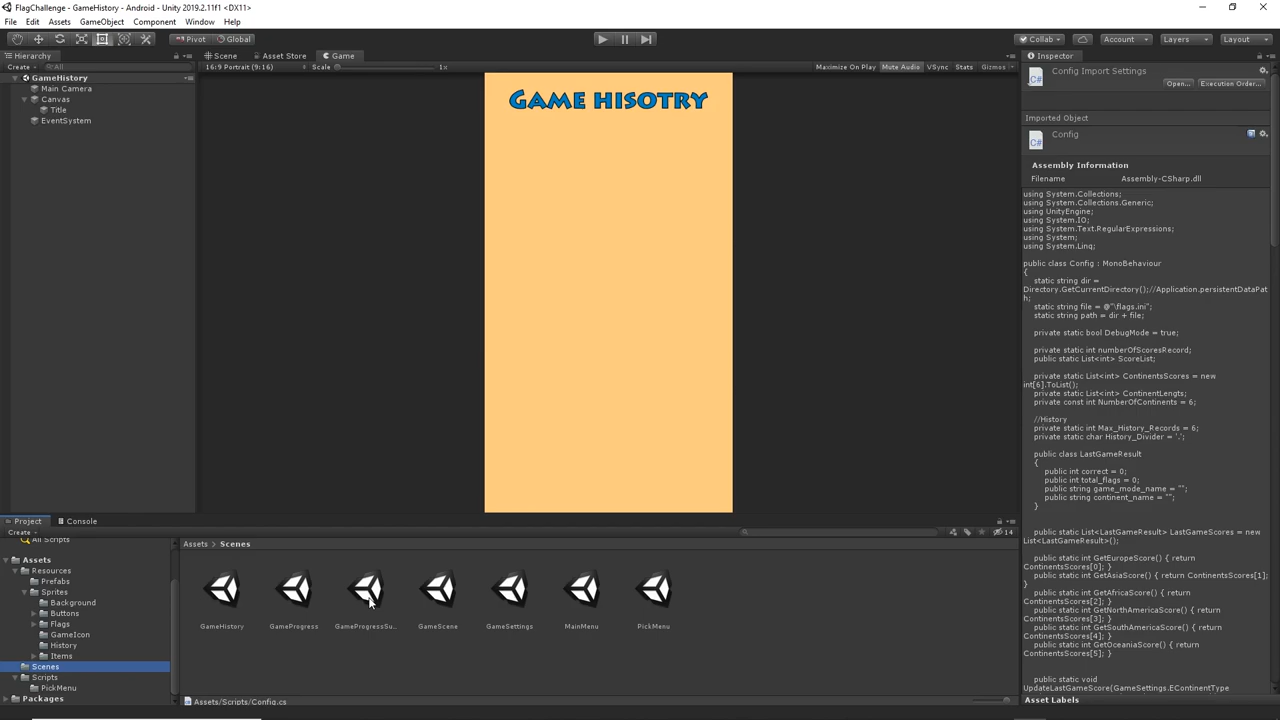 FlagChallenge - GameHistory - Android - Unity 2019.2.11f1 <DX11>
File Edit Assets GameObject Component Window Help
Pivot Global Collab Account Layers Layout
Hierarchy Scene Asset Store Game Inspector
Create All 16:9 Portrait (9:16) Scale 1x Maximize On Play Mute Audio VSync Stats Gizmos
GameHistory
Main Camera
Canvas
Title
EventSystem
GAME HISOTRY
Config Import Settings
Open... Execution Order...
Imported Object
C#
Config
Assembly Information
Filename Assembly-CSharp.dll
using System.Collections;
using System.Collections.Generic;
using UnityEngine;
using System.IO;
using System.Text.RegularExpressions;
using System;
using System.Linq;
public class Config : MonoBehaviour
{
static string dir =
Directory.GetCurrentDirectory();//Application.persistentDataPat
h;
static string file = @"\flags.ini";
static string path = dir + file;
private static bool DebugMode = true;
private static int numberOfScoresRecord;
public static List<int> ScoreList;
private static List<int> ContinentsScores = new
int[6].ToList();
private static List<int> ContinentLengts;
private const int NumberOfContinents = 6;
//History
private static int Max_History_Records = 6;
private static char History_Divider = '.';
public class LastGameResult
{
public int correct = 0;
public int total_flags = 0;
public string game_mode_name = "";
public string continent_name = "";
}
public static List<LastGameResult> LastGameScores = new
List<LastGameResult>();
public static int GetEuropeScore() { return
ContinentsScores[0]; }
public static int GetAsiaScore() { return ContinentsScores[1];
}
public static int GetAfricaScore() { return
ContinentsScores[2]; }
public static int GetNorthAmericaScore() { return
ContinentsScores[3]; }
public static int GetSouthAmericaScore() { return
ContinentsScores[4]; }
public static int GetOceaniaScore() { return
ContinentsScores[5]; }
public static void
UpdateLastGameScore(GameSettings.EContinentType
Asset Labels
Project Console
Create 14
All Scripts
Assets
Resources
Prefabs
Sprites
Background
Buttons
Flags
GameIcon
History
Items
Scenes
Scripts
PickMenu
Packages
Assets Scenes
GameHistory GameProgress GameProgressSu... GameScene GameSettings MainMenu PickMenu
Assets/Scripts/Config.cs